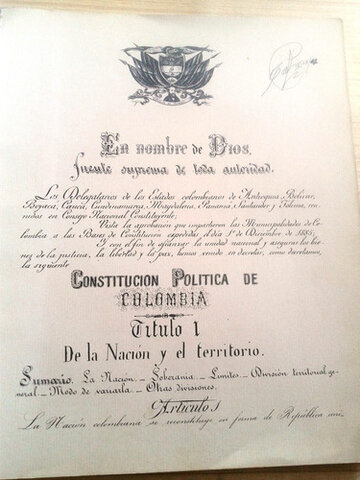 En nombre de Dios,
fuente suprema de toda autoridad.
Los Delegatarios de los Estados colombianos de Antioquia, Bolívar,
Boyacá, Cauca, Cundinamarca, Magdalena, Panamá, Santander y Tolima, reu-
nidos en Consejo Nacional Constituyente;
Vista la aprobación que impartieron las Municipalidades de Co-
lombia a las Bases de Constitución expedidas el día 1º de Diciembre de 1885;
Y con el fin de afianzar la unidad nacional y asegurar los bie-
nes de la justicia, la libertad y la paz, hemos venido en decretar, como decretamos,
la siguiente
CONSTITUCIÓN POLÍTICA DE
COLOMBIA
Título 1
De la Nación y el territorio.
Sumario. La Nación - Soberanía - Límites - División territorial ge-
neral - Modo de variarla - Otras divisiones.
Artículos
La Nación colombiana se reconstituye en forma de República uni-